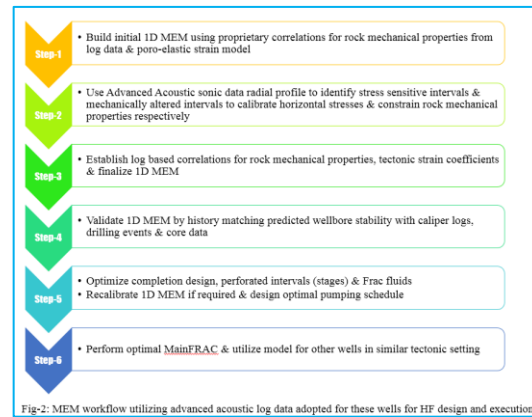 Step-1
• Build initial 1D MEM using proprietary correlations for rock mechanical properties from
log data & poro-elastic strain model
Step-2
• Use Advanced Acoustic sonic data radial profile to identify stress sensitive intervals &
mechanically altered intervals to calibrate horizontal stresses & constrain rock mechanical
properties respectively
Step-3
• Establish log based correlations for rock mechanical properties, tectonic strain coefficients
& finalize 1D MEM
Step-4
• Validate 1D MEM by history matching predicted wellbore stability with caliper logs,
drilling events & core data
Step-5
• Optimize completion design, perforated intervals (stages) & Frac fluids
• Recalibrate 1D MEM if required & design optimal pumping schedule
Step-6
• Perform optimal MainFRAC & utilize model for other wells in similar tectonic setting
Fig-2: MEM workflow utilizing advanced acoustic log data adopted for these wells for HF design and execution